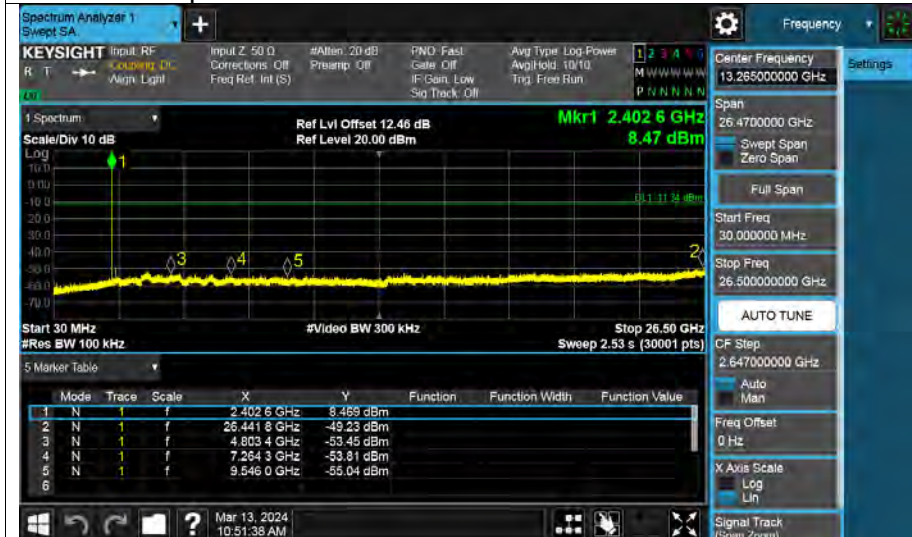 Spectrum Analyzer 1
Swept SA
+
Frequency
KEYSIGHT Input: RF
R T
Coupling: DC
Align: Light
Input Z: 50 Ω
Corrections: Off
Freq Ref: Int (S)
#Atten: 20 dB
Preamp: Off
PNO: Fast
Gate: Off
IF Gain: Low
Sig Track: Off
Avg Type: Log-Power
Avg|Hold: 10/10
Trig: Free Run
1 2 3 4 5 6
M W W W W W
P N N N N N
Center Frequency
13.265000000 GHz
Settings
1 Spectrum
Scale/Div 10 dB
Ref Lvl Offset 12.46 dB
Ref Level 20.00 dBm
Mkr1 2.402 6 GHz
8.47 dBm
Span
26.4700000 GHz
Swept Span
Zero Span
Full Span
Log
10.0
0.00
-10.0
-20.0
-30.0
-40.0
-50.0
-60.0
-70.0
1
DL1 -11.34 dBm
3
4
5
2
Start Freq
30.000000 MHz
Stop Freq
26.500000000 GHz
AUTO TUNE
Start 30 MHz
#Res BW 100 kHz
#Video BW 300 kHz
Stop 26.50 GHz
Sweep 2.53 s (30001 pts)
CF Step
2.647000000 GHz
Auto
Man
5 Marker Table
Mode Trace Scale X Y Function Function Width Function Value
1 N 1 f 2.402 6 GHz 8.469 dBm
2 N 1 f 26.441 8 GHz -49.23 dBm
3 N 1 f 4.803 4 GHz -53.45 dBm
4 N 1 f 7.264 3 GHz -53.81 dBm
5 N 1 f 9.546 0 GHz -55.04 dBm
6
Freq Offset
0 Hz
X Axis Scale
Log
Lin
Signal Track
(Span Zoom)
?
Mar 13, 2024
10:51:38 AM